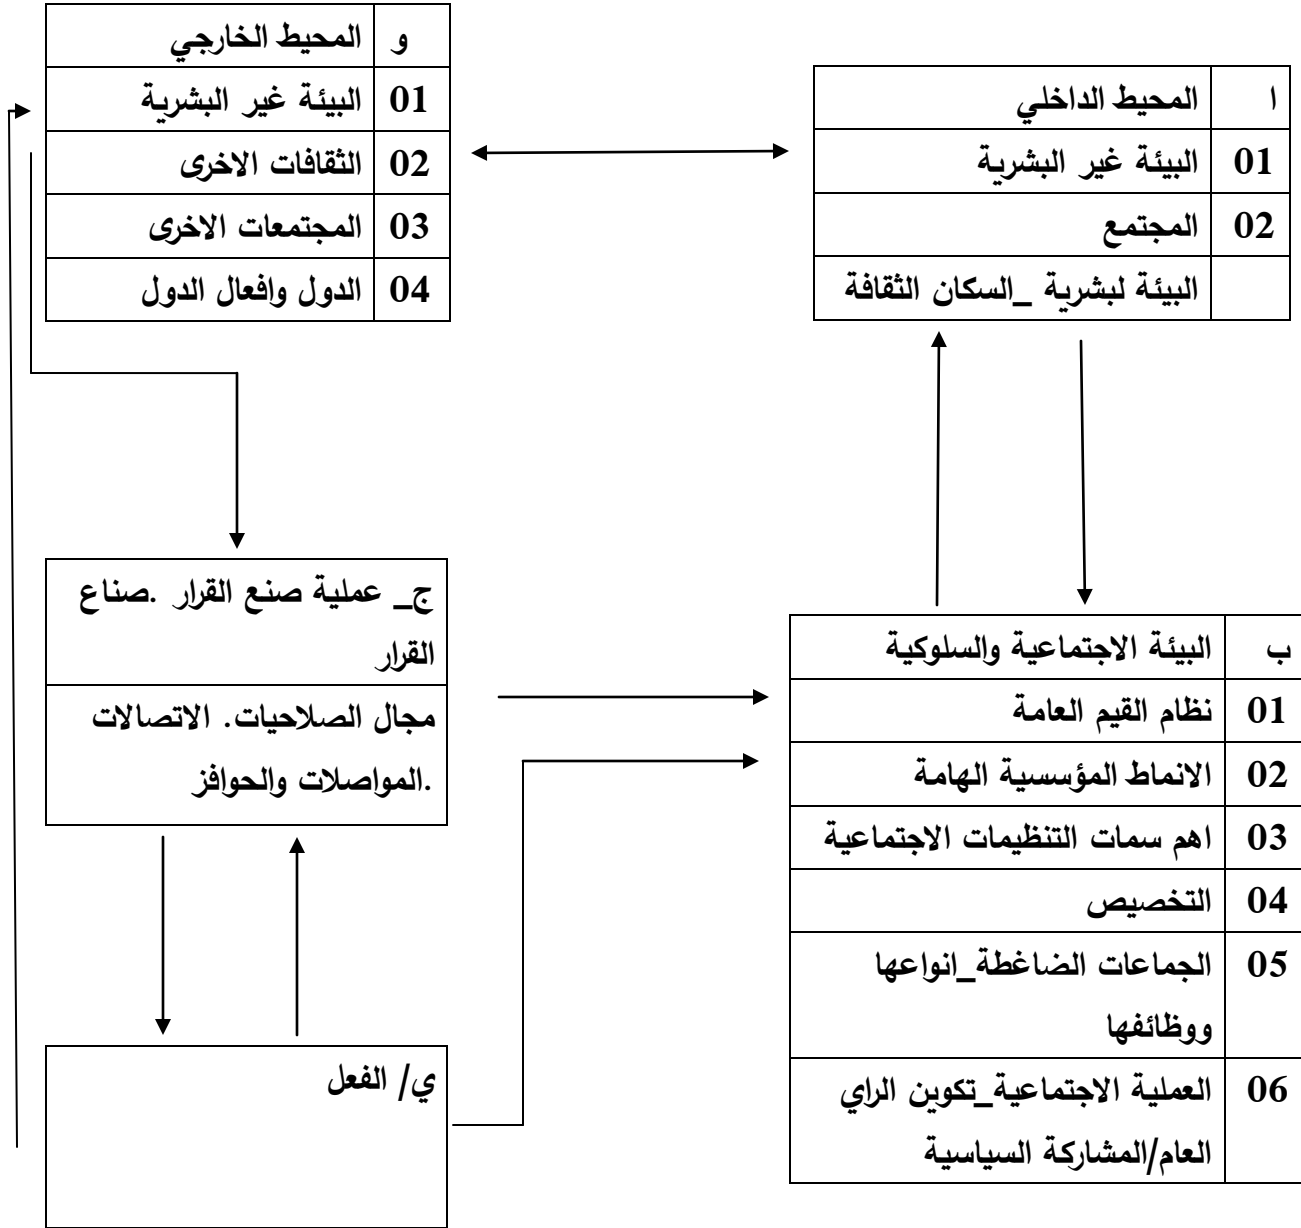 ا المحيط الداخلي
01 البيئة غير البشرية
02 المجتمع
البيئة لبشرية _السكان الثقافة
و المحيط الخارجي
01 البيئة غير البشرية
02 الثقافات الاخرى
03 المجتمعات الاخرى
04 الدول وافعال الدول
ب البيئة الاجتماعية والسلوكية
01 نظام القيم العامة
02 الانماط المؤسسية الهامة
03 اهم سمات التنظيمات الاجتماعية
04 التخصيص
05 الجماعات الضاغطة_انواعها
ووظائفها
06 العملية الاجتماعية_تكوين الراي
العام/المشاركة السياسية
ج_ عملية صنع القرار .صناع
القرار
مجال الصلاحيات. الاتصالات
.المواصلات والحوافز
ي/ الفعل